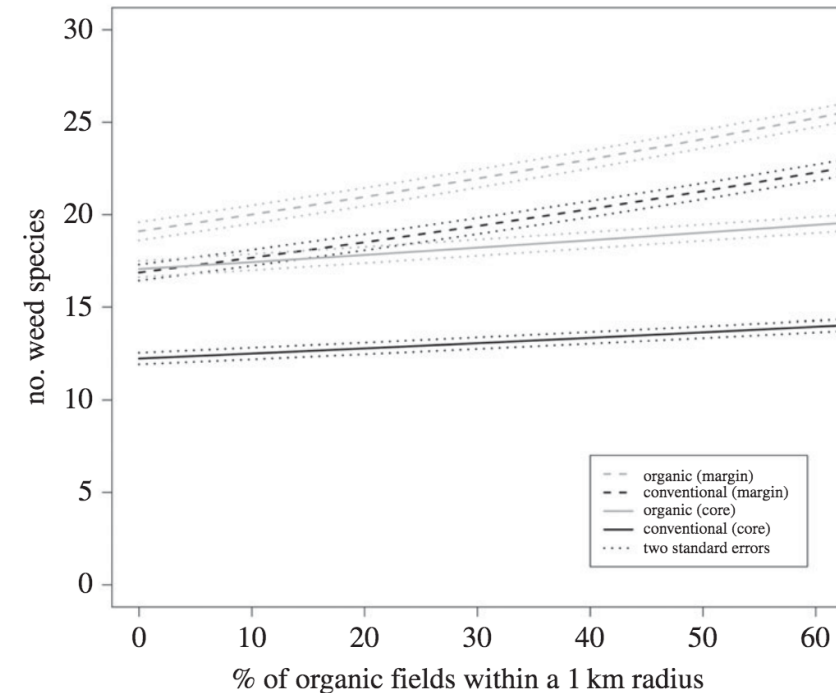 30
25
20
15
10
5
0
no. weed species
organic (margin)
conventional (margin)
organic (core)
conventional (core)
two standard errors
0 10 20 30 40 50 60
% of organic fields within a 1 km radius